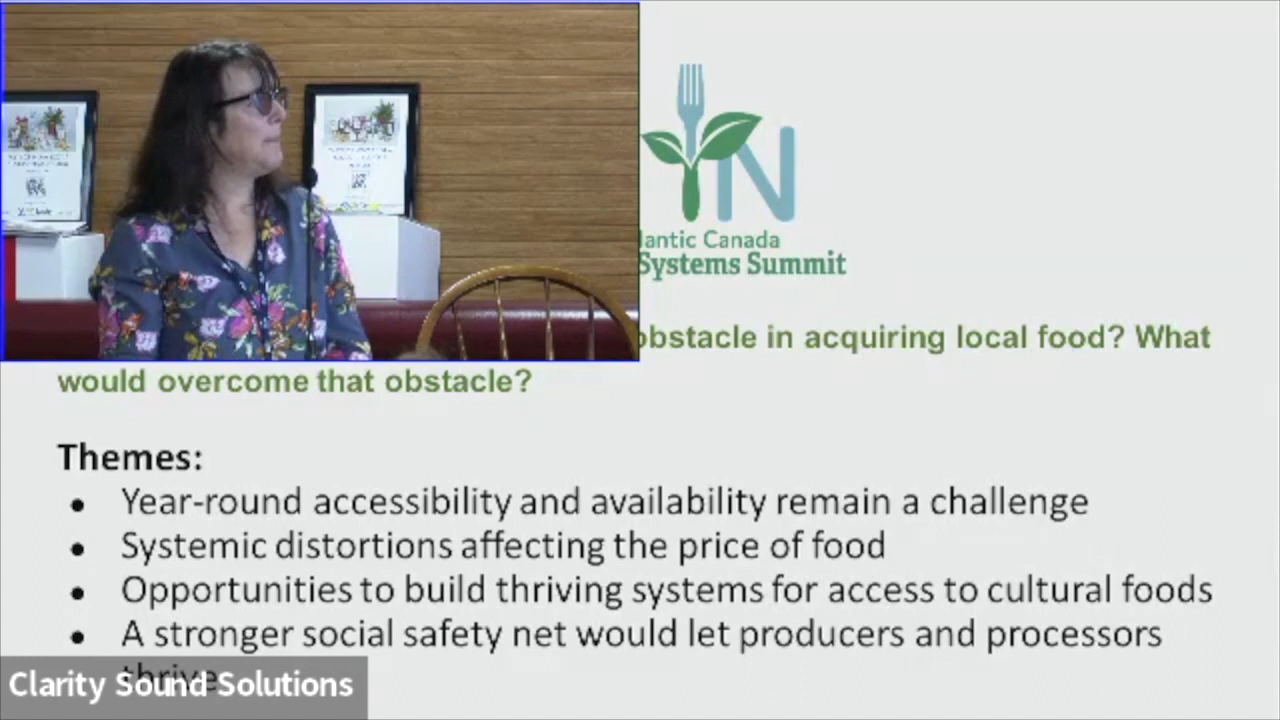 N
lantic Canada
Systems Summit
obstacle in acquiring local food? What
would overcome that obstacle?
Themes:
● Year-round accessibility and availability remain a challenge
● Systemic distortions affecting the price of food
● Opportunities to build thriving systems for access to cultural foods
● A stronger social safety net would let producers and processors
thrive
Clarity Sound Solutions